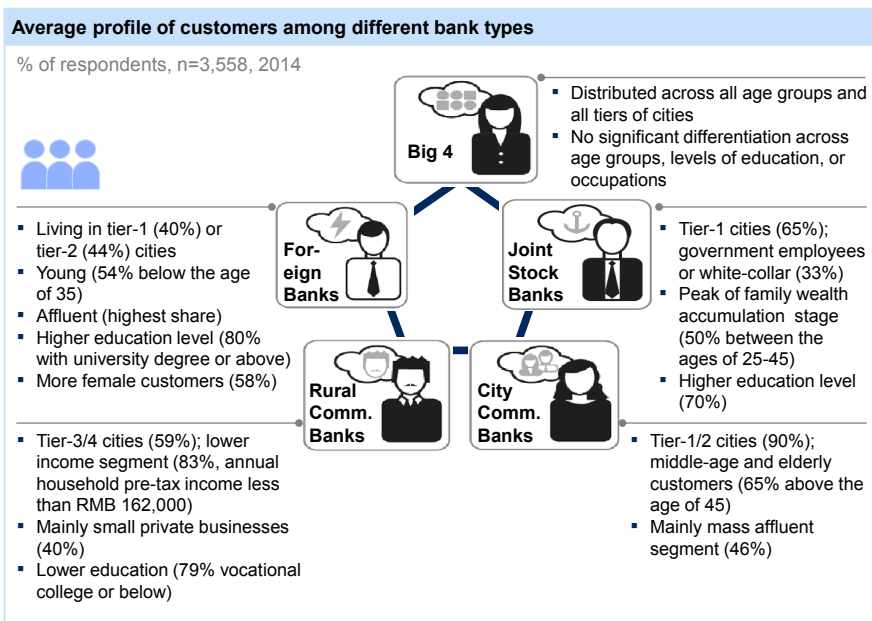 Average profile of customers among different bank types
% of respondents, n=3,558, 2014
Big 4
▪ Distributed across all age groups and
all tiers of cities
▪ No significant differentiation across
age groups, levels of education, or
occupations
For-
eign
Banks
▪ Living in tier-1 (40%) or
tier-2 (44%) cities
▪ Young (54% below the age
of 35)
▪ Affluent (highest share)
▪ Higher education level (80%
with university degree or above)
▪ More female customers (58%)
Joint
Stock
Banks
▪ Tier-1 cities (65%);
government employees
or white-collar (33%)
▪ Peak of family wealth
accumulation stage
(50% between the
ages of 25-45)
▪ Higher education level
(70%)
Rural
Comm.
Banks
▪ Tier-3/4 cities (59%); lower
income segment (83%, annual
household pre-tax income less
than RMB 162,000)
▪ Mainly small private businesses
(40%)
▪ Lower education (79% vocational
college or below)
City
Comm.
Banks
▪ Tier-1/2 cities (90%);
middle-age and elderly
customers (65% above the
age of 45)
▪ Mainly mass affluent
segment (46%)